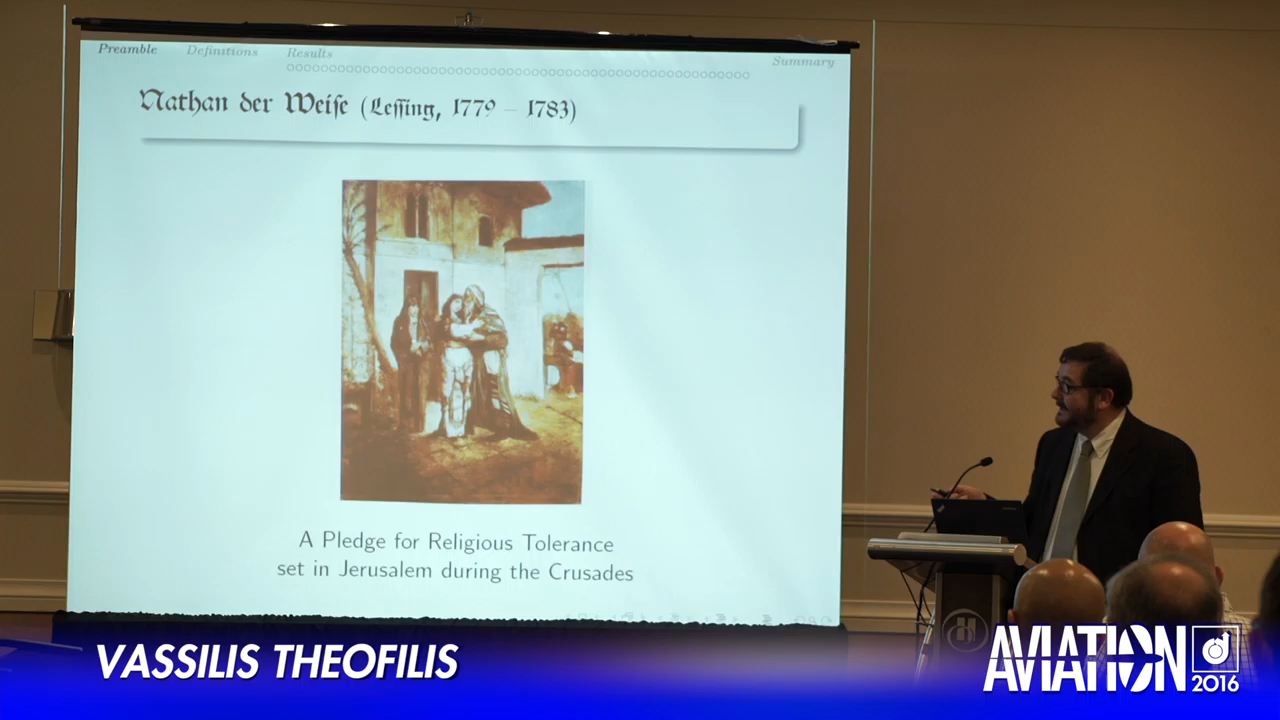 Preamble Definitions Results Summary
Nathan der Weiſe (Leſſing, 1779 – 1783)
A Pledge for Religious Tolerance
set in Jerusalem during the Crusades
VASSILIS THEOFILIS
AVIATION
2016